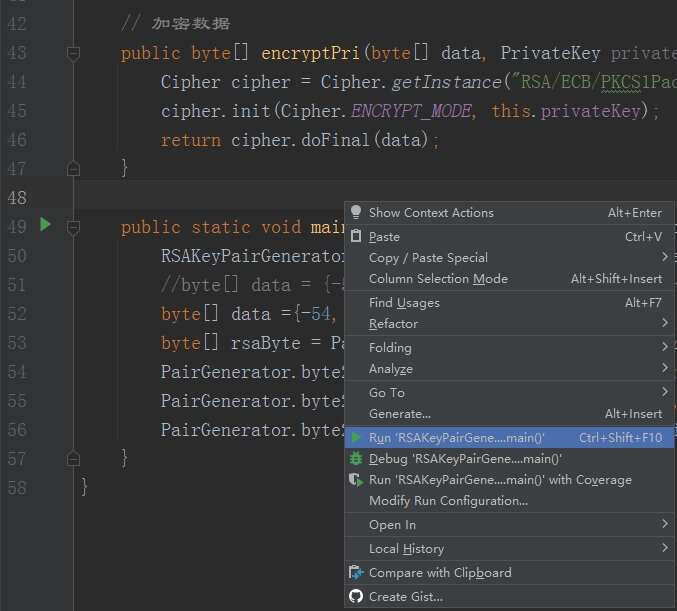 42 // 加密数据
43 public byte[] encryptPri(byte[] data, PrivateKey private
44 Cipher cipher = Cipher.getInstance("RSA/ECB/PKCS1Pad
45 cipher.init(Cipher.ENCRYPT_MODE, this.privateKey);
46 return cipher.doFinal(data);
47 }
48
49 public static void mai
50 RSAKeyPairGenerator
51 //byte[] data = {-5
52 byte[] data ={-54,
53 byte[] rsaByte = Pa
54 PairGenerator.byte2
55 PairGenerator.byte2
56 PairGenerator.byte2
57 }
58 }
Show Context Actions Alt+Enter
Paste Ctrl+V
Copy / Paste Special
Column Selection Mode Alt+Shift+Insert
Find Usages Alt+F7
Refactor
Folding
Analyze
Go To
Generate... Alt+Insert
Run 'RSAKeyPairGene....main()' Ctrl+Shift+F10
Debug 'RSAKeyPairGene....main()'
Run 'RSAKeyPairGene....main()' with Coverage
Modify Run Configuration...
Open In
Local History
Compare with Clipboard
Create Gist...